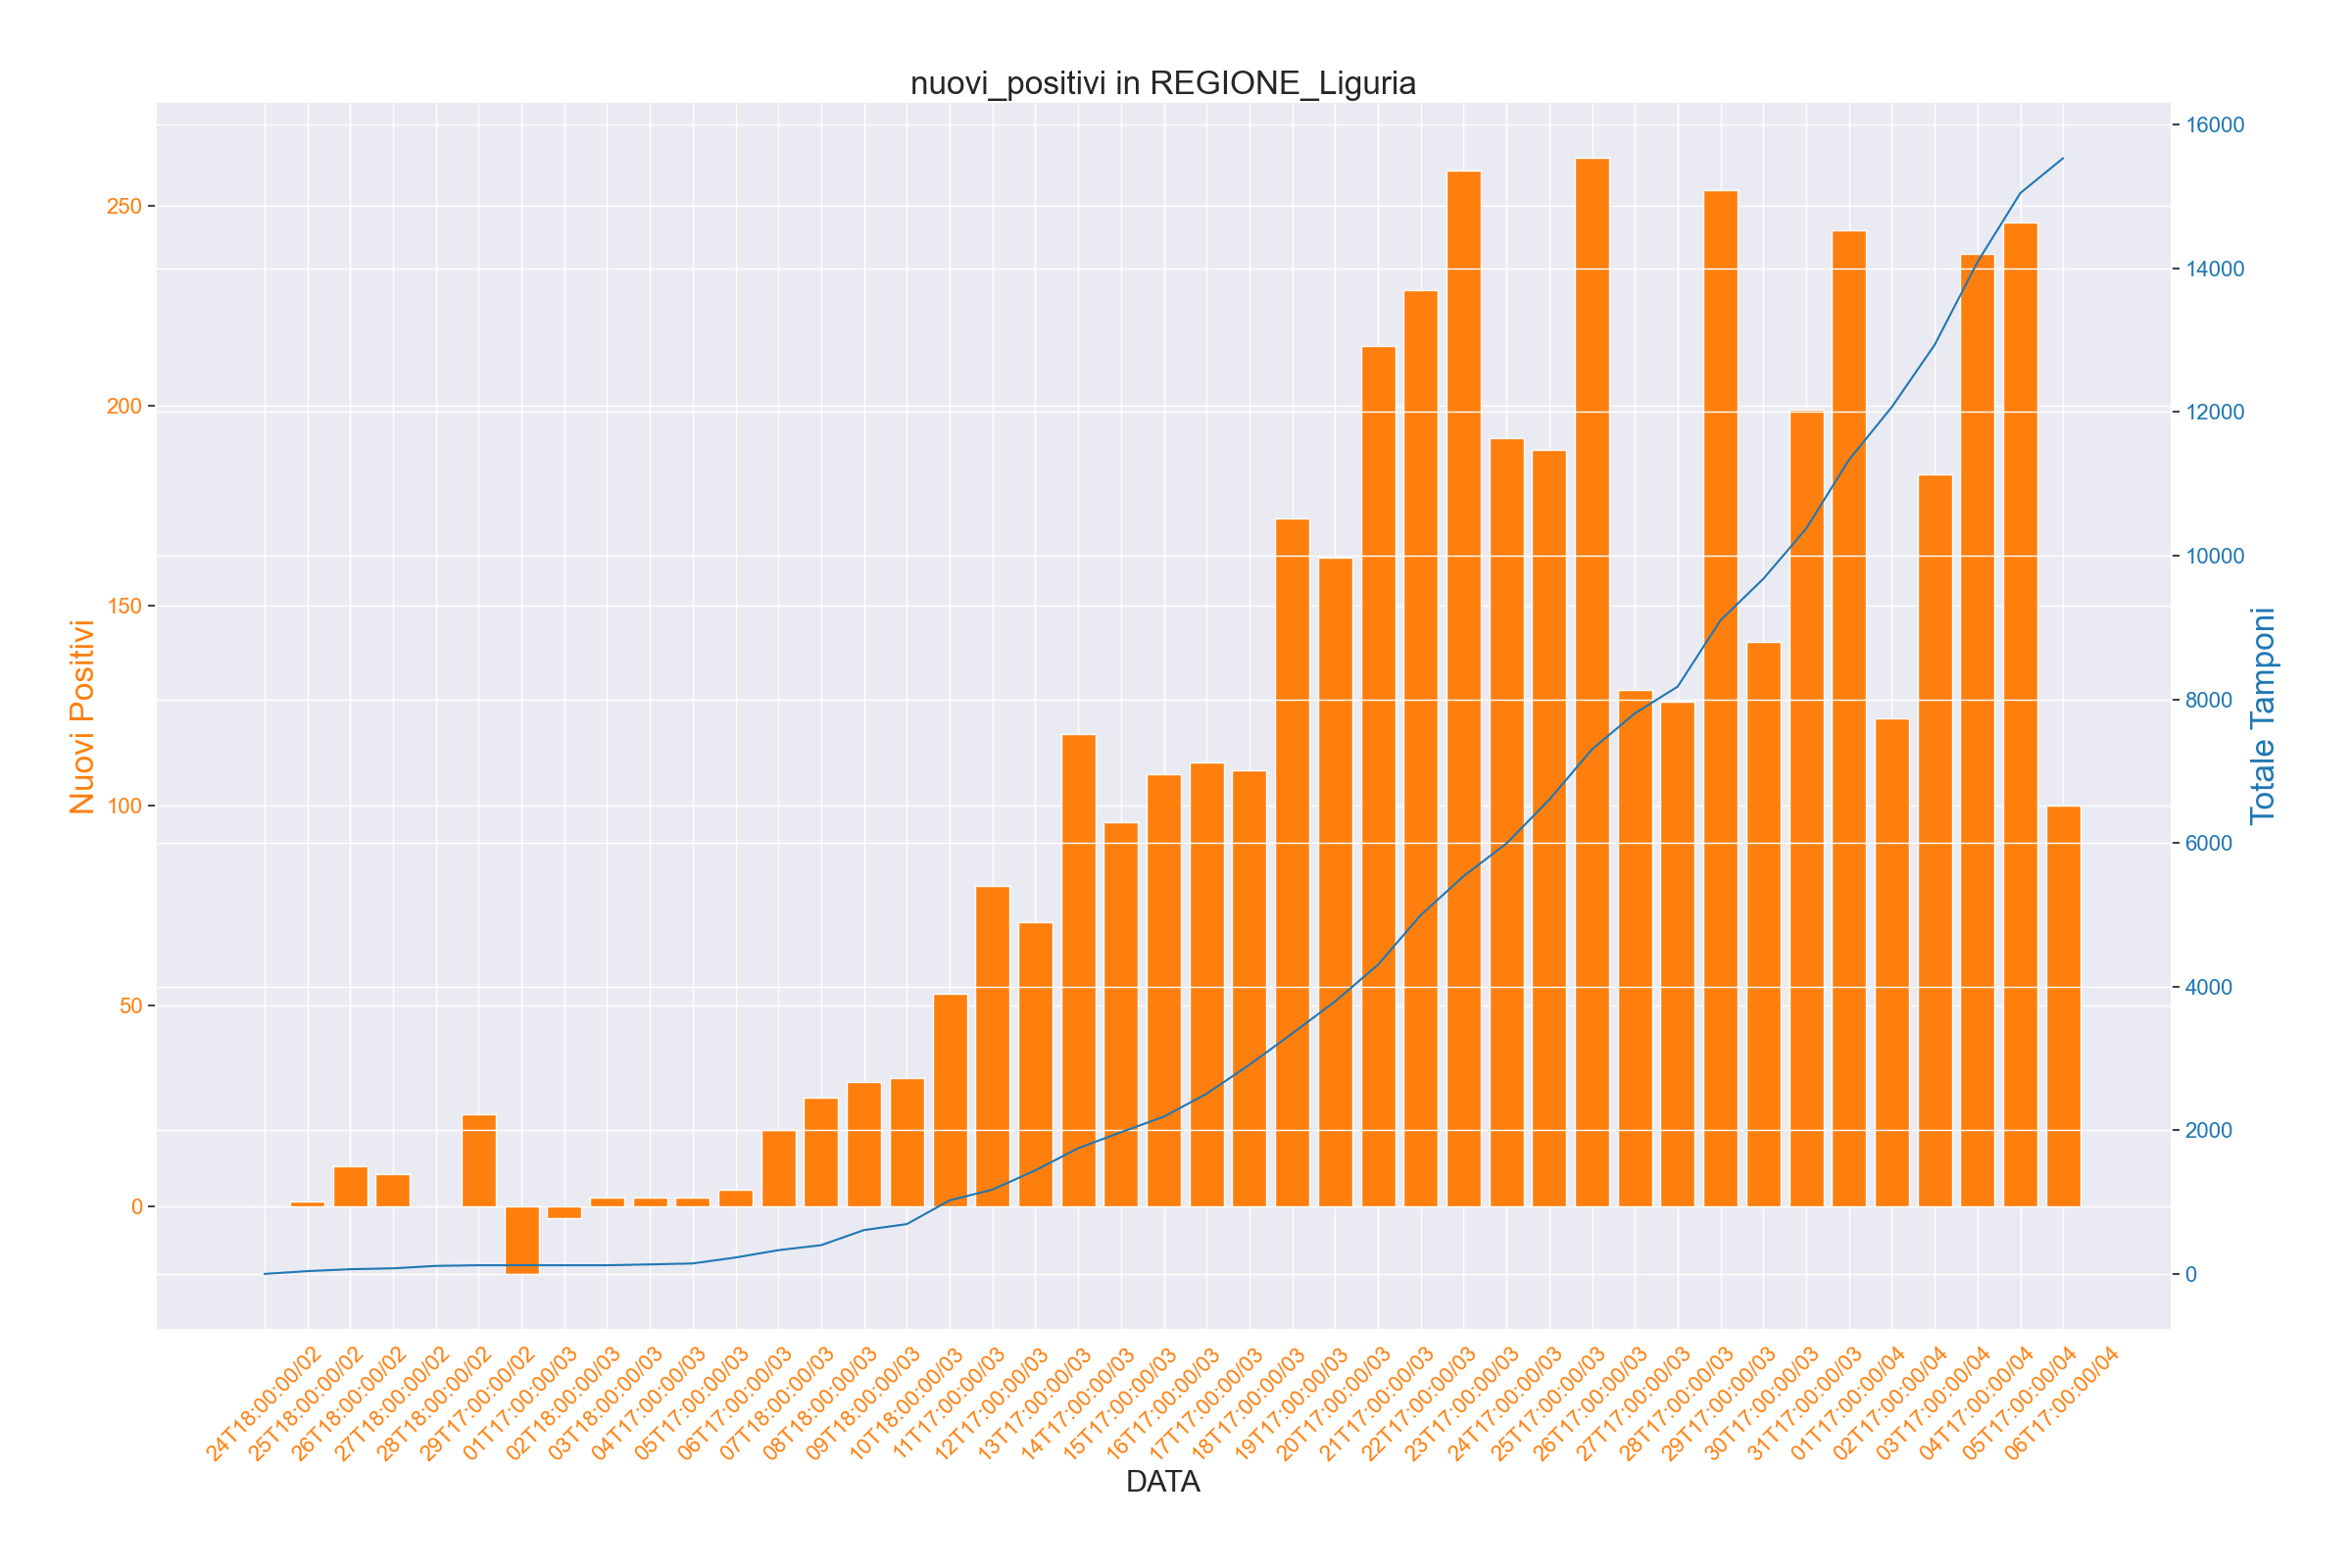 nuovi_positivi in REGIONE_Liguria
Nuovi Positivi
250
200
150
100
50
0
16000
14000
12000
10000
8000
6000
4000
2000
0
Totale Tamponi
24T18:00:00/02
25T18:00:00/02
26T18:00:00/02
27T18:00:00/02
28T18:00:00/02
29T17:00:00/02
01T17:00:00/03
02T18:00:00/03
03T18:00:00/03
04T17:00:00/03
05T17:00:00/03
06T17:00:00/03
07T18:00:00/03
08T18:00:00/03
09T18:00:00/03
10T18:00:00/03
11T17:00:00/03
12T17:00:00/03
13T17:00:00/03
14T17:00:00/03
15T17:00:00/03
16T17:00:00/03
17T17:00:00/03
18T17:00:00/03
19T17:00:00/03
20T17:00:00/03
21T17:00:00/03
22T17:00:00/03
23T17:00:00/03
24T17:00:00/03
25T17:00:00/03
26T17:00:00/03
27T17:00:00/03
28T17:00:00/03
29T17:00:00/03
30T17:00:00/03
31T17:00:00/03
01T17:00:00/04
02T17:00:00/04
03T17:00:00/04
04T17:00:00/04
05T17:00:00/04
06T17:00:00/04
DATA